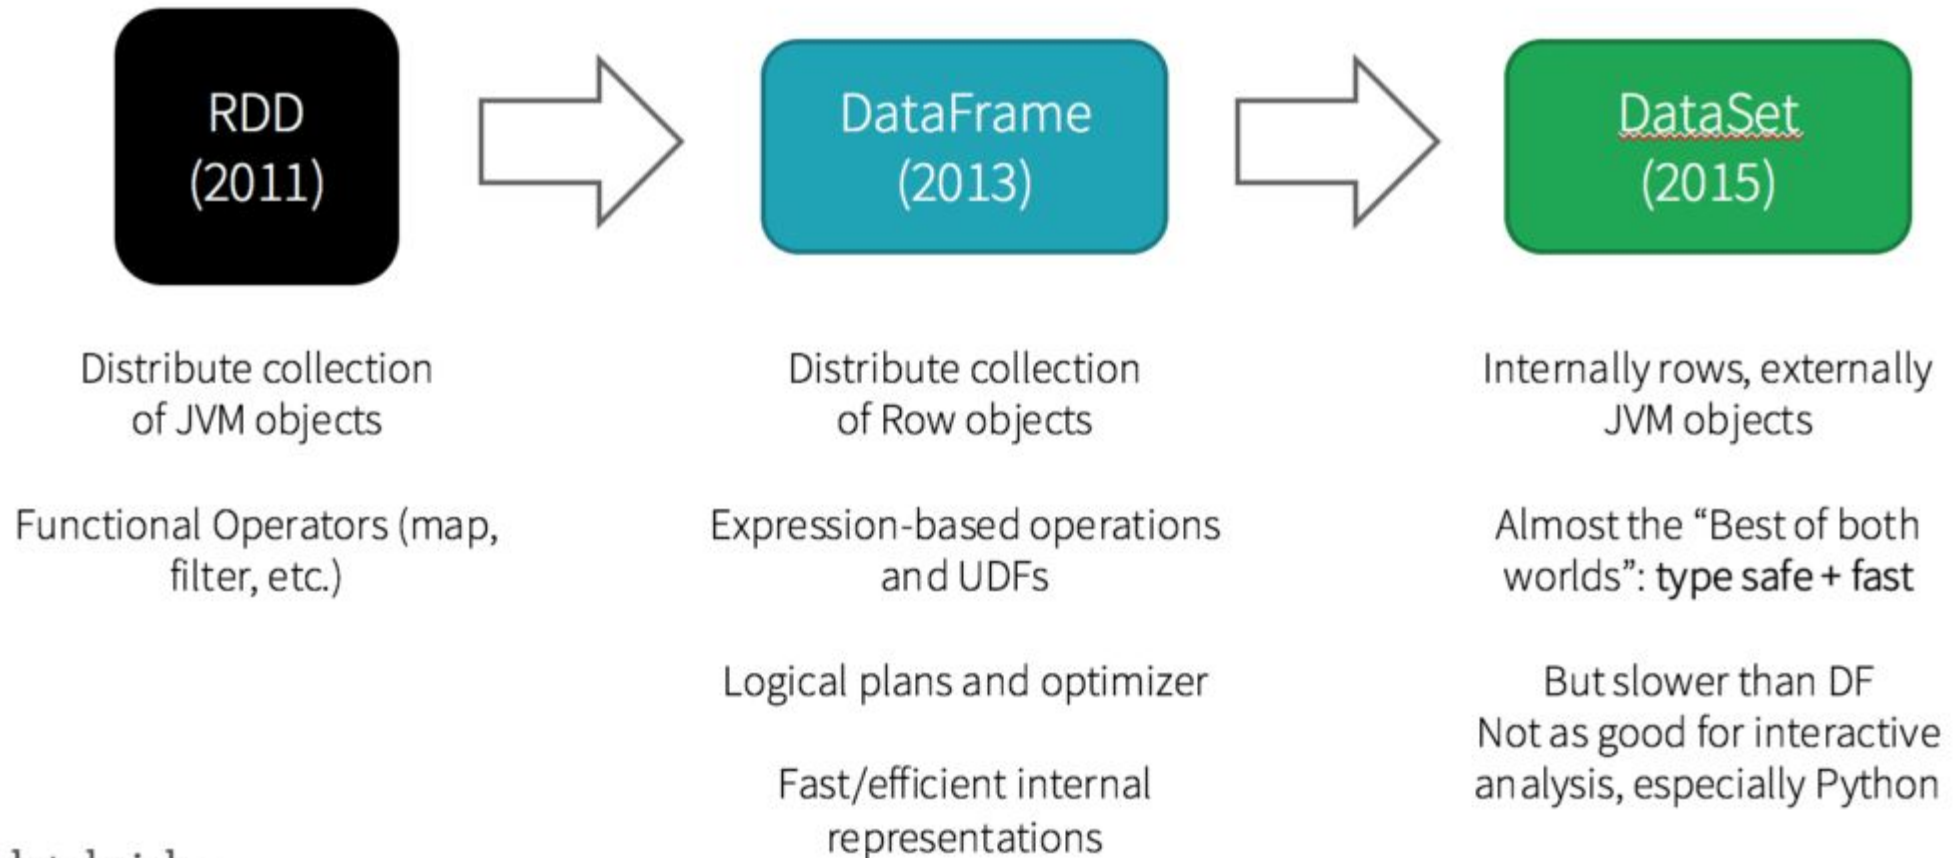 RDD
(2011)
DataFrame
(2013)
DataSet
(2015)
Distribute collection
of JVM objects
Functional Operators (map,
filter, etc.)
Distribute collection
of Row objects
Expression-based operations
and UDFs
Logical plans and optimizer
Fast/efficient internal
representations
Internally rows, externally
JVM objects
Almost the “Best of both
worlds”: type safe + fast
But slower than DF
Not as good for interactive
analysis, especially Python